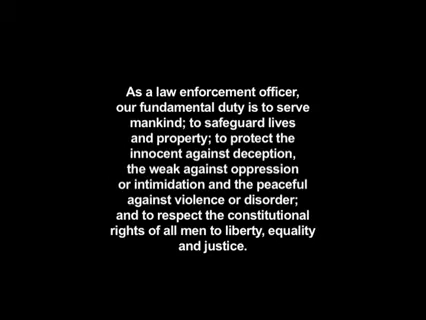 As a law enforcement officer,
our fundamental duty is to serve
mankind; to safeguard lives
and property; to protect the
innocent against deception,
the weak against oppression
or intimidation and the peaceful
against violence or disorder;
and to respect the constitutional
rights of all men to liberty, equality
and justice.